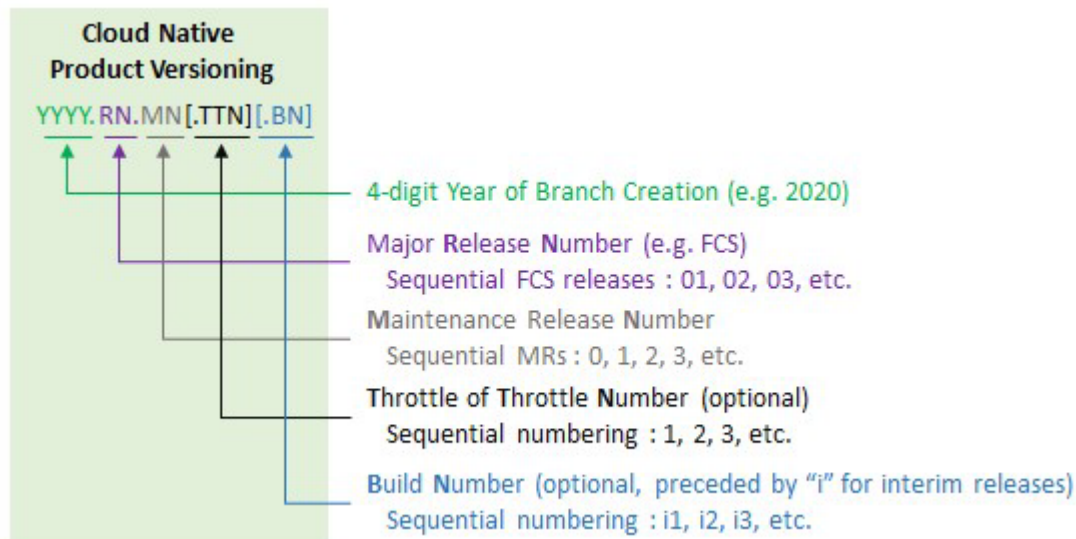 Cloud Native
Product Versioning
YYYY.RN.MN[.TTN][.BN]
4-digit Year of Branch Creation (e.g. 2020)
Major Release Number (e.g. FCS)
Sequential FCS releases : 01, 02, 03, etc.
Maintenance Release Number
Sequential MRs : 0, 1, 2, 3, etc.
Throttle of Throttle Number (optional)
Sequential numbering : 1, 2, 3, etc.
Build Number (optional, preceded by “i” for interim releases)
Sequential numbering : i1, i2, i3, etc.